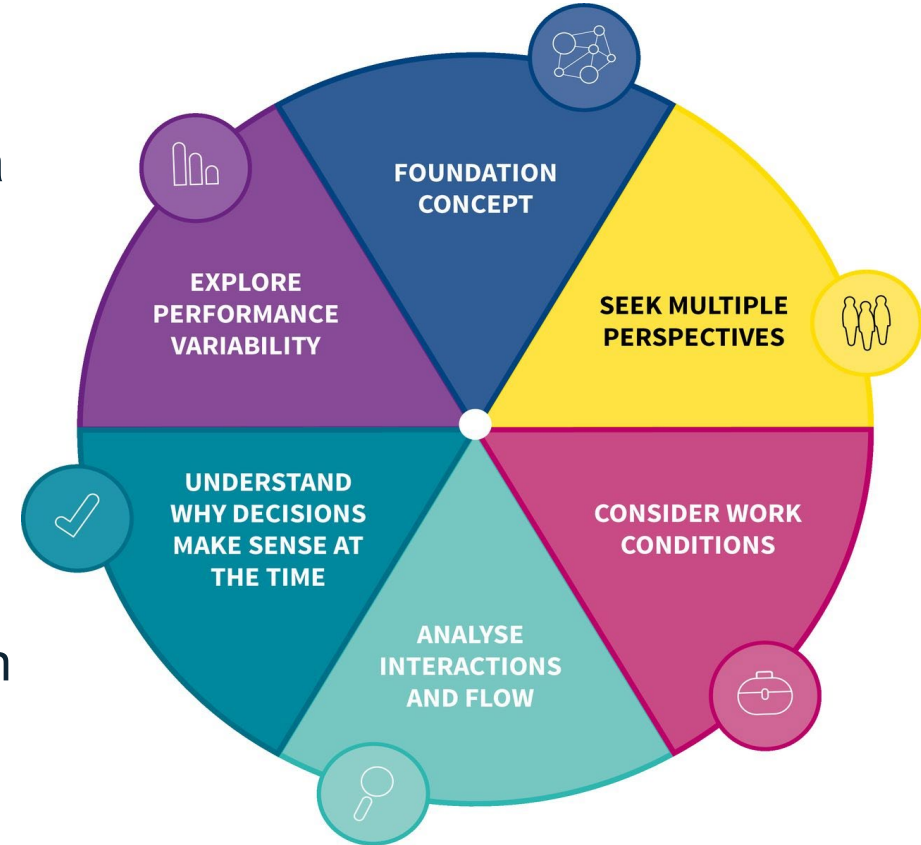 FOUNDATION
CONCEPT
SEEK MULTIPLE
PERSPECTIVES
CONSIDER WORK
CONDITIONS
ANALYSE
INTERACTIONS
AND FLOW
UNDERSTAND
WHY DECISIONS
MAKE SENSE AT
THE TIME
EXPLORE
PERFORMANCE
VARIABILITY